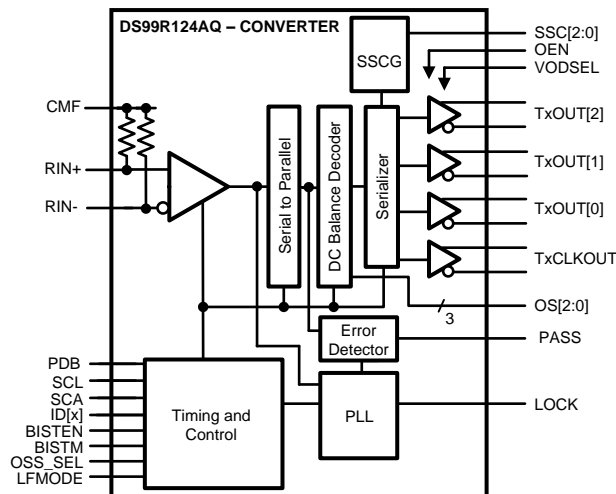 DS99R124AQ – CONVERTER
SSC[2:0]
OEN
VODSEL
SSCG
CMF
TxOUT[2]
RIN+
TxOUT[1]
RIN-
TxOUT[0]
Serial to Parallel
DC Balance Decoder
Serializer
TxCLKOUT
OS[2:0]
3
Error
Detector
PASS
PDB
SCL
SCA
ID[x]
BISTEN
BISTM
OSS_SEL
LFMODE
Timing and
Control
PLL
LOCK